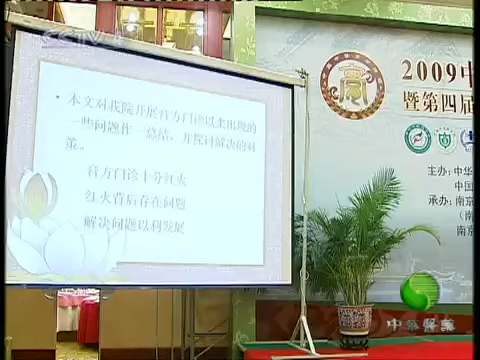 CCTV-4
• 本文对我院开展膏方门诊以来出现的
一些问题作一总结，并探讨解决的对
策。
膏方门诊十分红火
红火背后存在问题
解决问题以利发展
膏
2009中
暨第四届
主办：中华
中国
承办：南京
（南
南京
中华医药